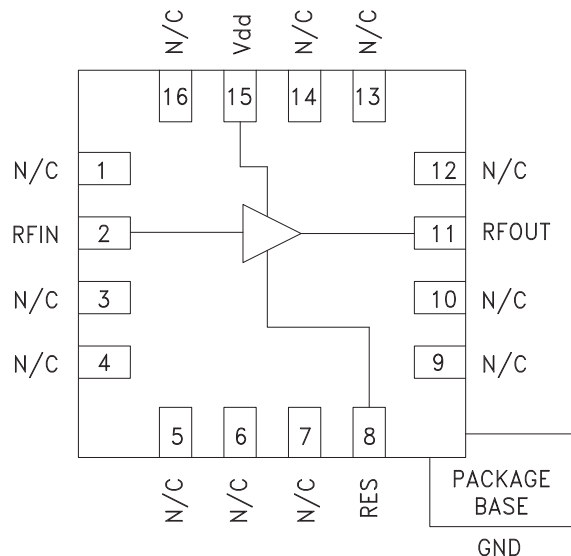 N/C
Vdd
N/C
N/C
16
15
14
13
N/C 1
12 N/C
RFIN 2
11 RFOUT
N/C 3
10 N/C
N/C 4
9 N/C
5
6
7
8
N/C
N/C
N/C
RES
PACKAGE
BASE
GND